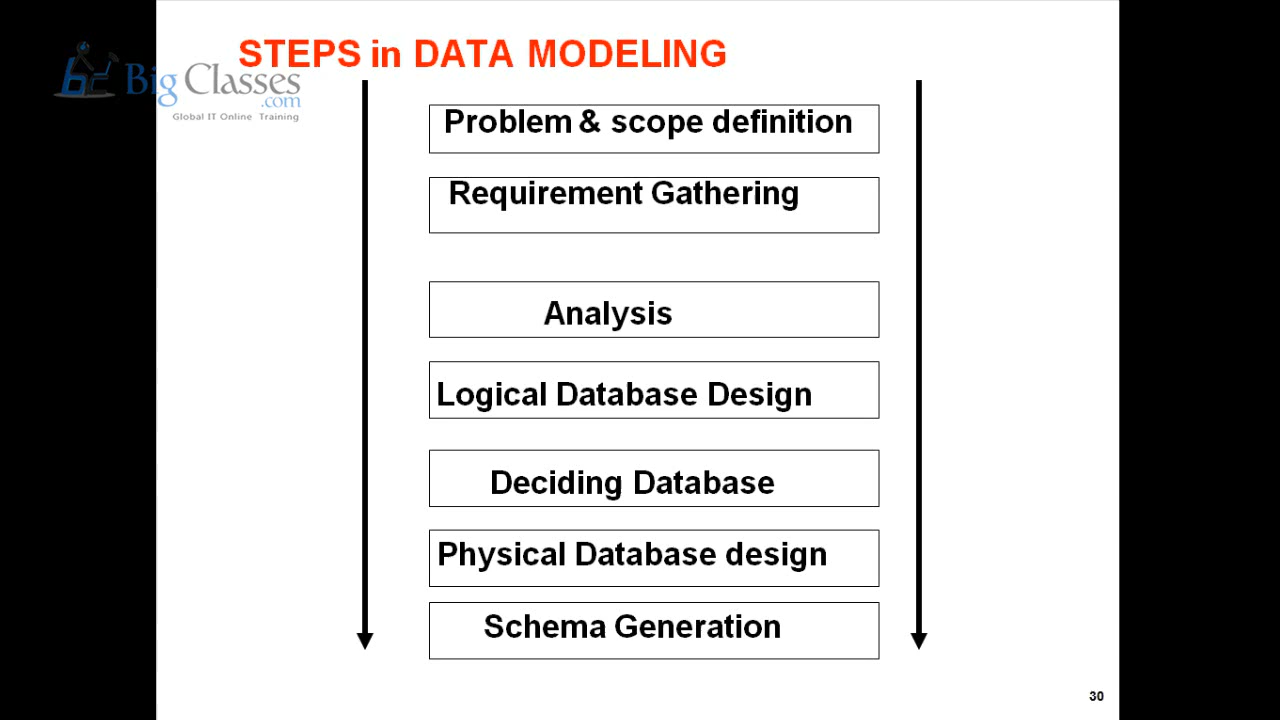 STEPS in DATA MODELING
Big Classes
.com
Global IT Online Training
Problem & scope definition
Requirement Gathering
Analysis
Logical Database Design
Deciding Database
Physical Database design
Schema Generation
30